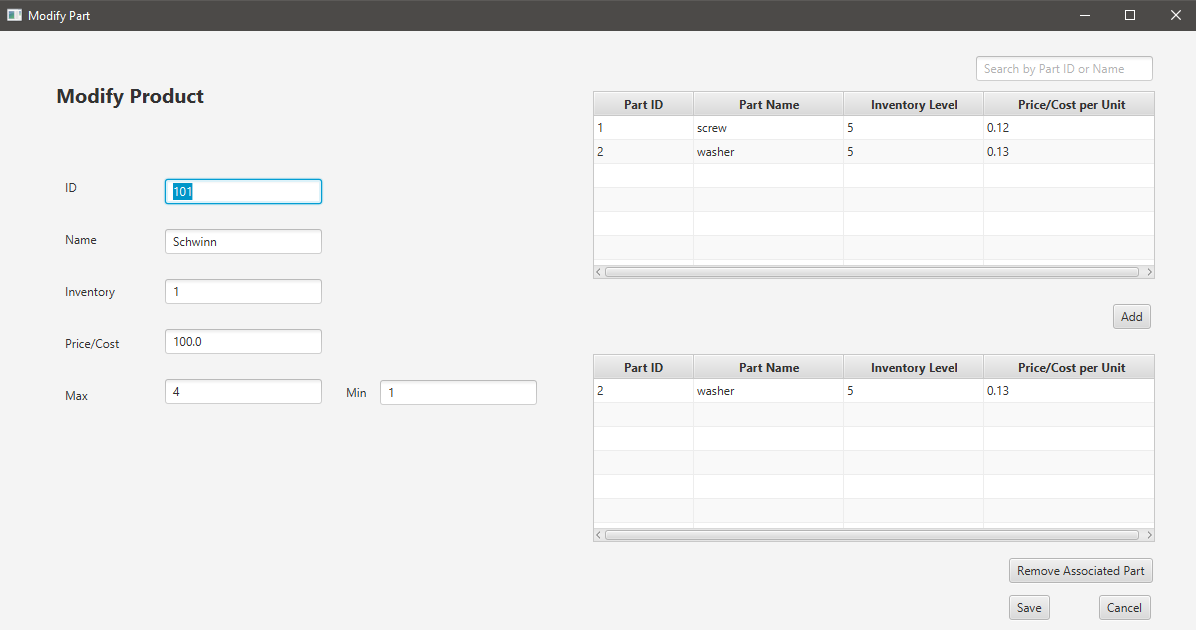 Modify Part
Modify Product
ID 101
Name Schwinn
Inventory 1
Price/Cost 100.0
Max 4 Min 1
Search by Part ID or Name
Part ID Part Name Inventory Level Price/Cost per Unit
1 screw 5 0.12
2 washer 5 0.13
Add
Part ID Part Name Inventory Level Price/Cost per Unit
2 washer 5 0.13
Remove Associated Part
Save Cancel